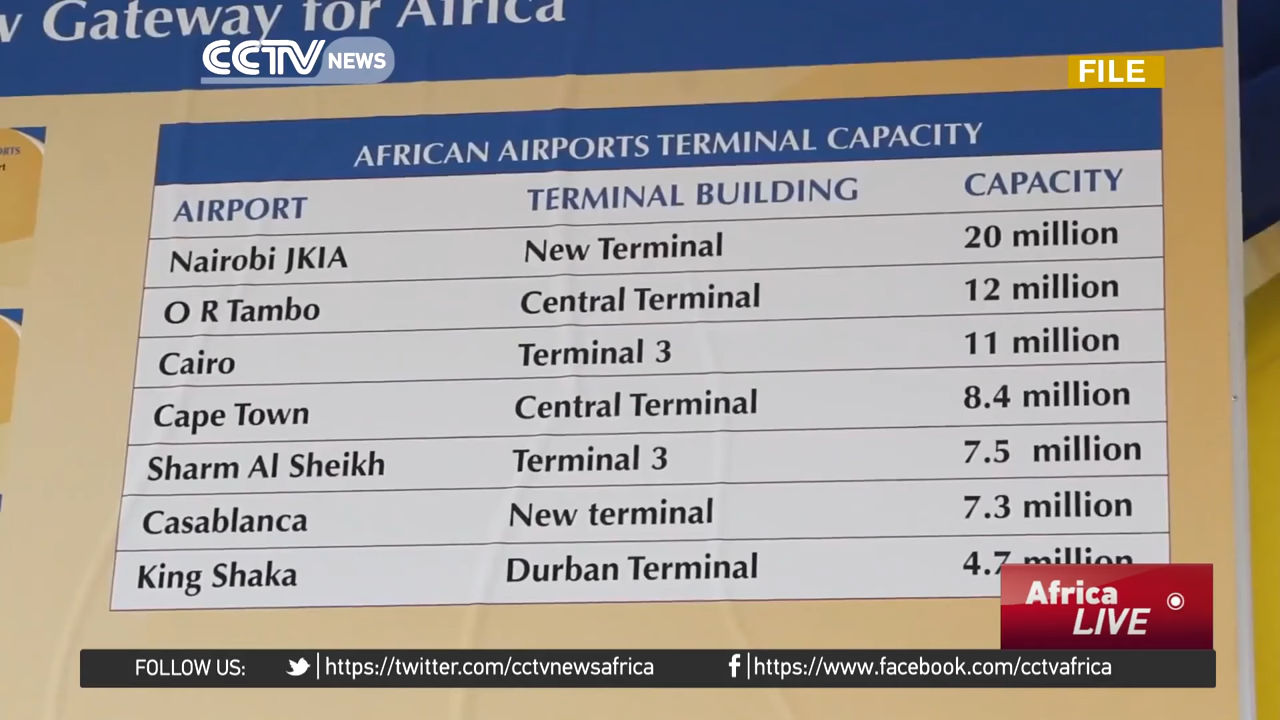 Gateway for Africa
CCTV NEWS
FILE
AFRICAN AIRPORTS TERMINAL CAPACITY
AIRPORT TERMINAL BUILDING CAPACITY
Nairobi JKIA New Terminal 20 million
O R Tambo Central Terminal 12 million
Cairo Terminal 3 11 million
Cape Town Central Terminal 8.4 million
Sharm Al Sheikh Terminal 3 7.5 million
Casablanca New terminal 7.3 million
King Shaka Durban Terminal 4.7 million
Africa
LIVE
FOLLOW US: https://twitter.com/cctvnewsafrica https://www.facebook.com/cctvafrica